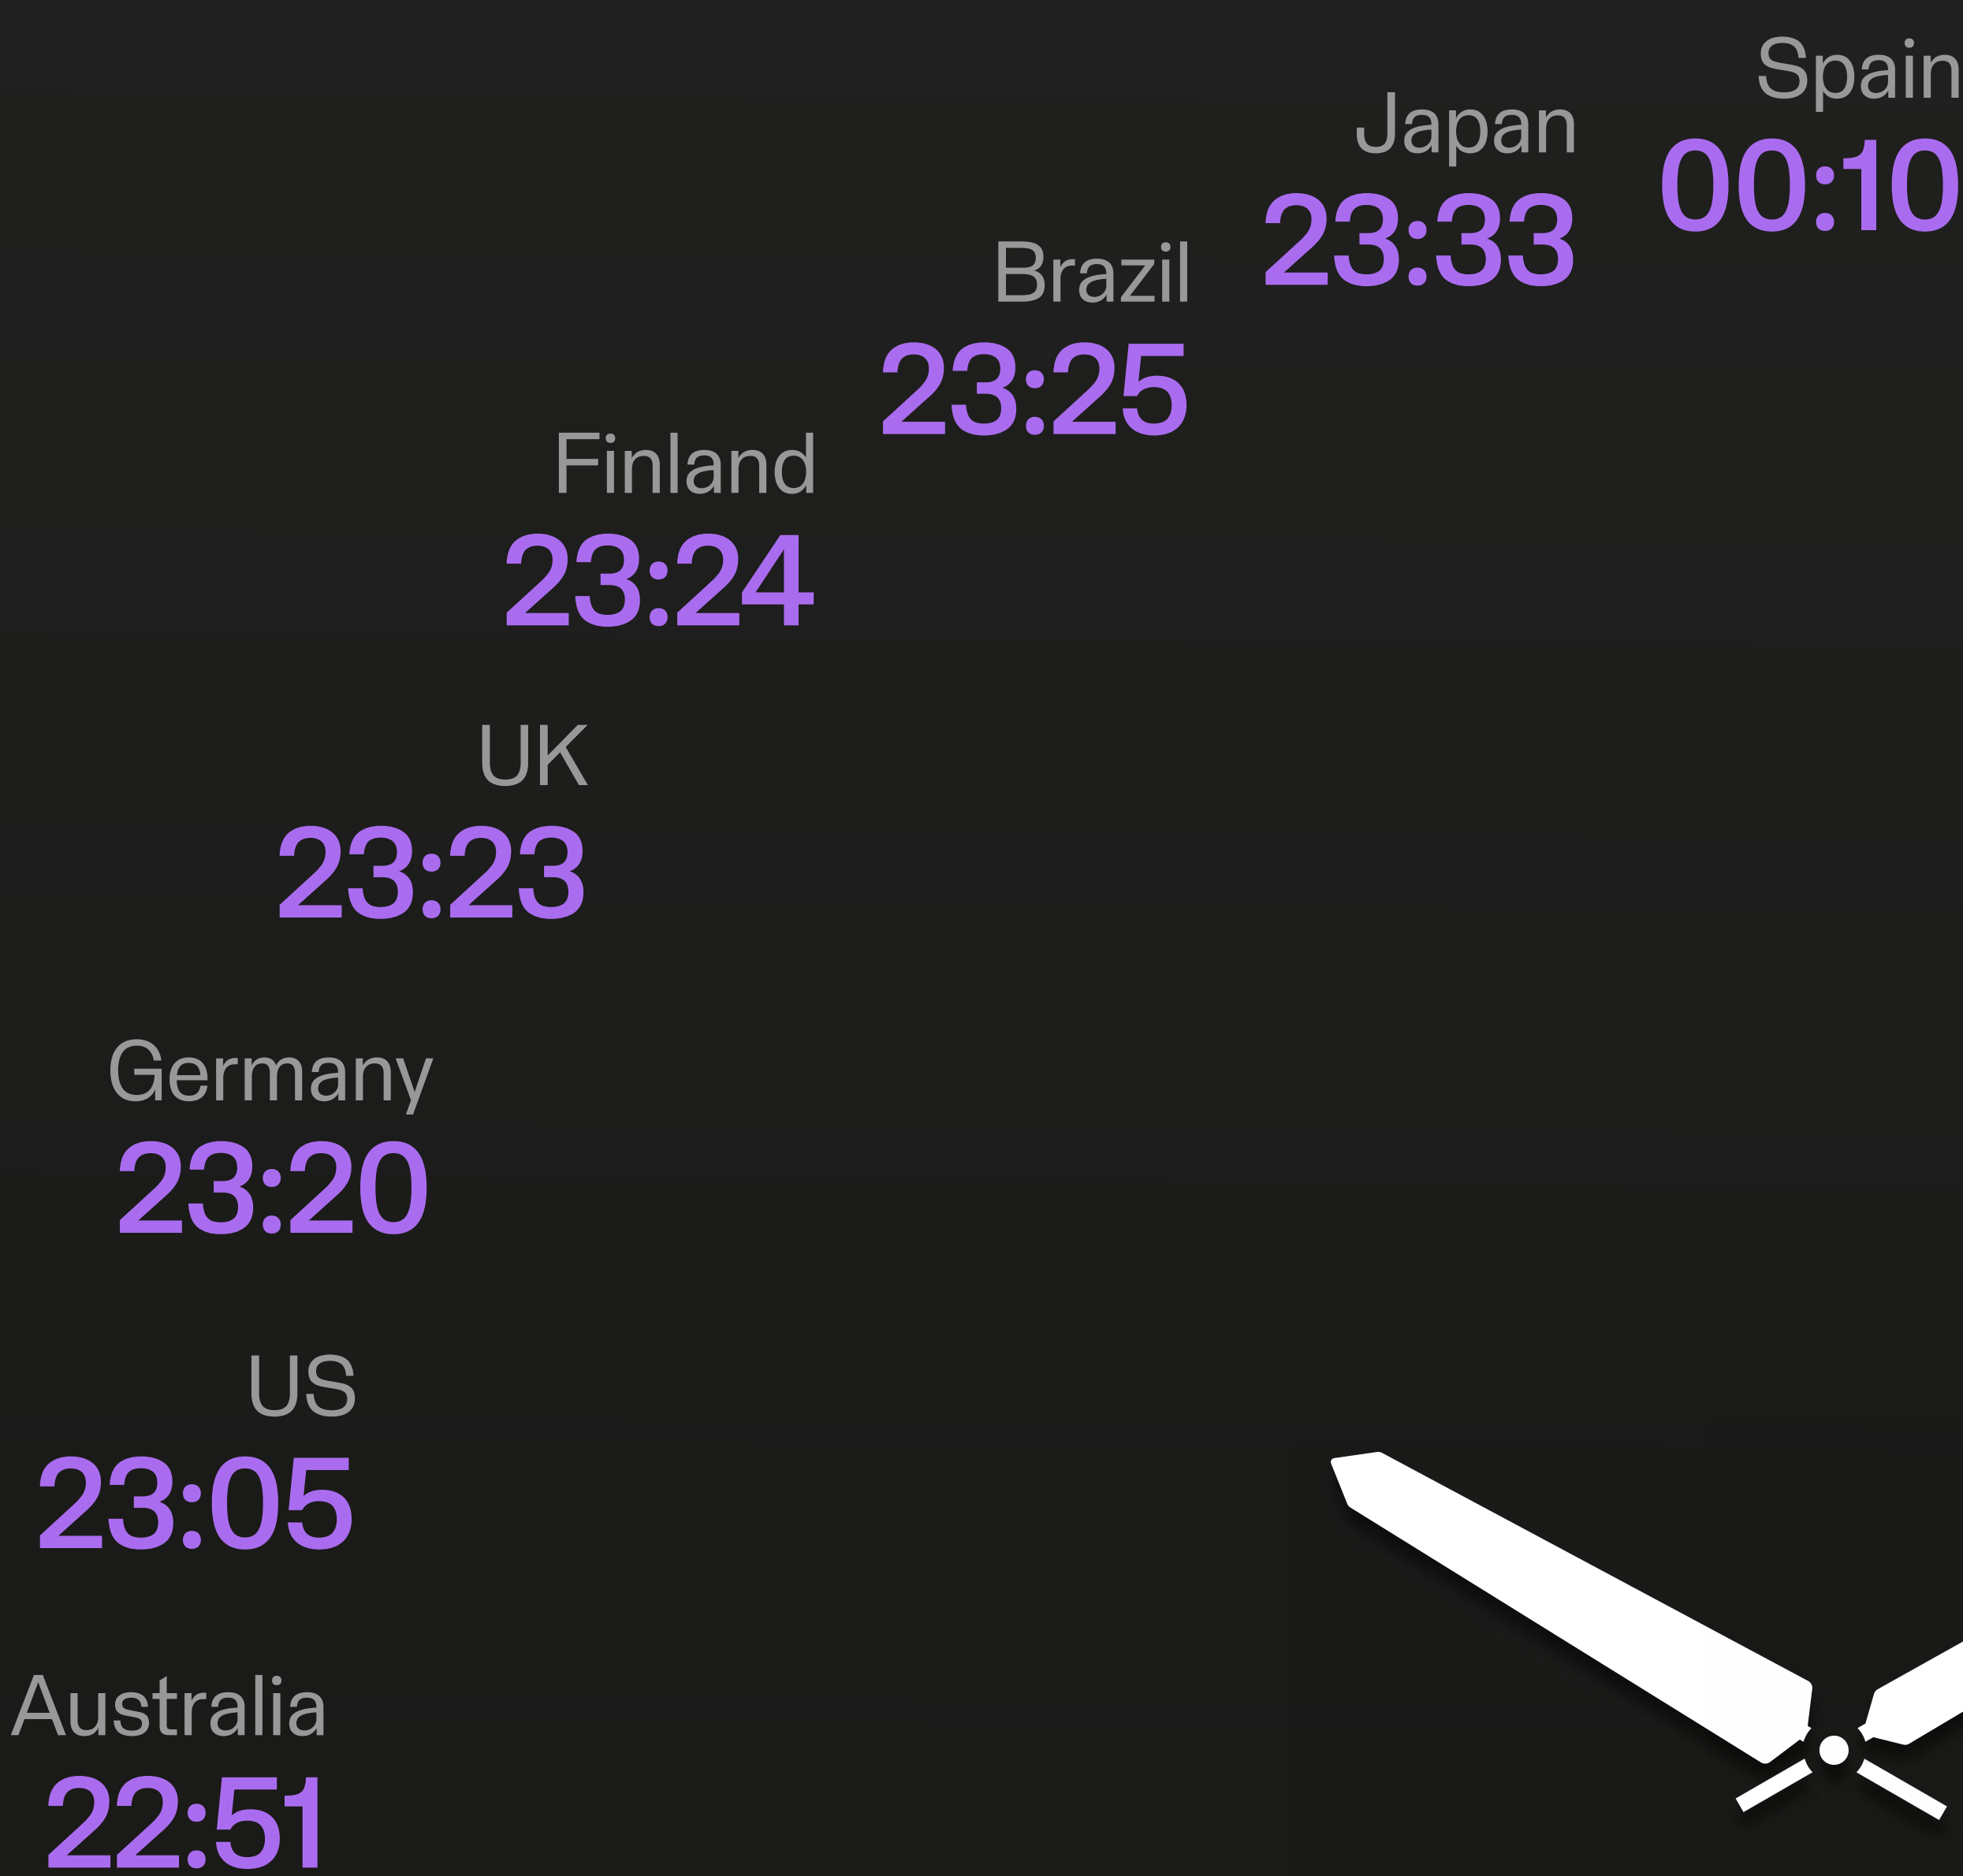 Spain
00:10
Japan
23:33
Brazil
23:25
Finland
23:24
UK
23:23
Germany
23:20
US
23:05
Australia
22:51